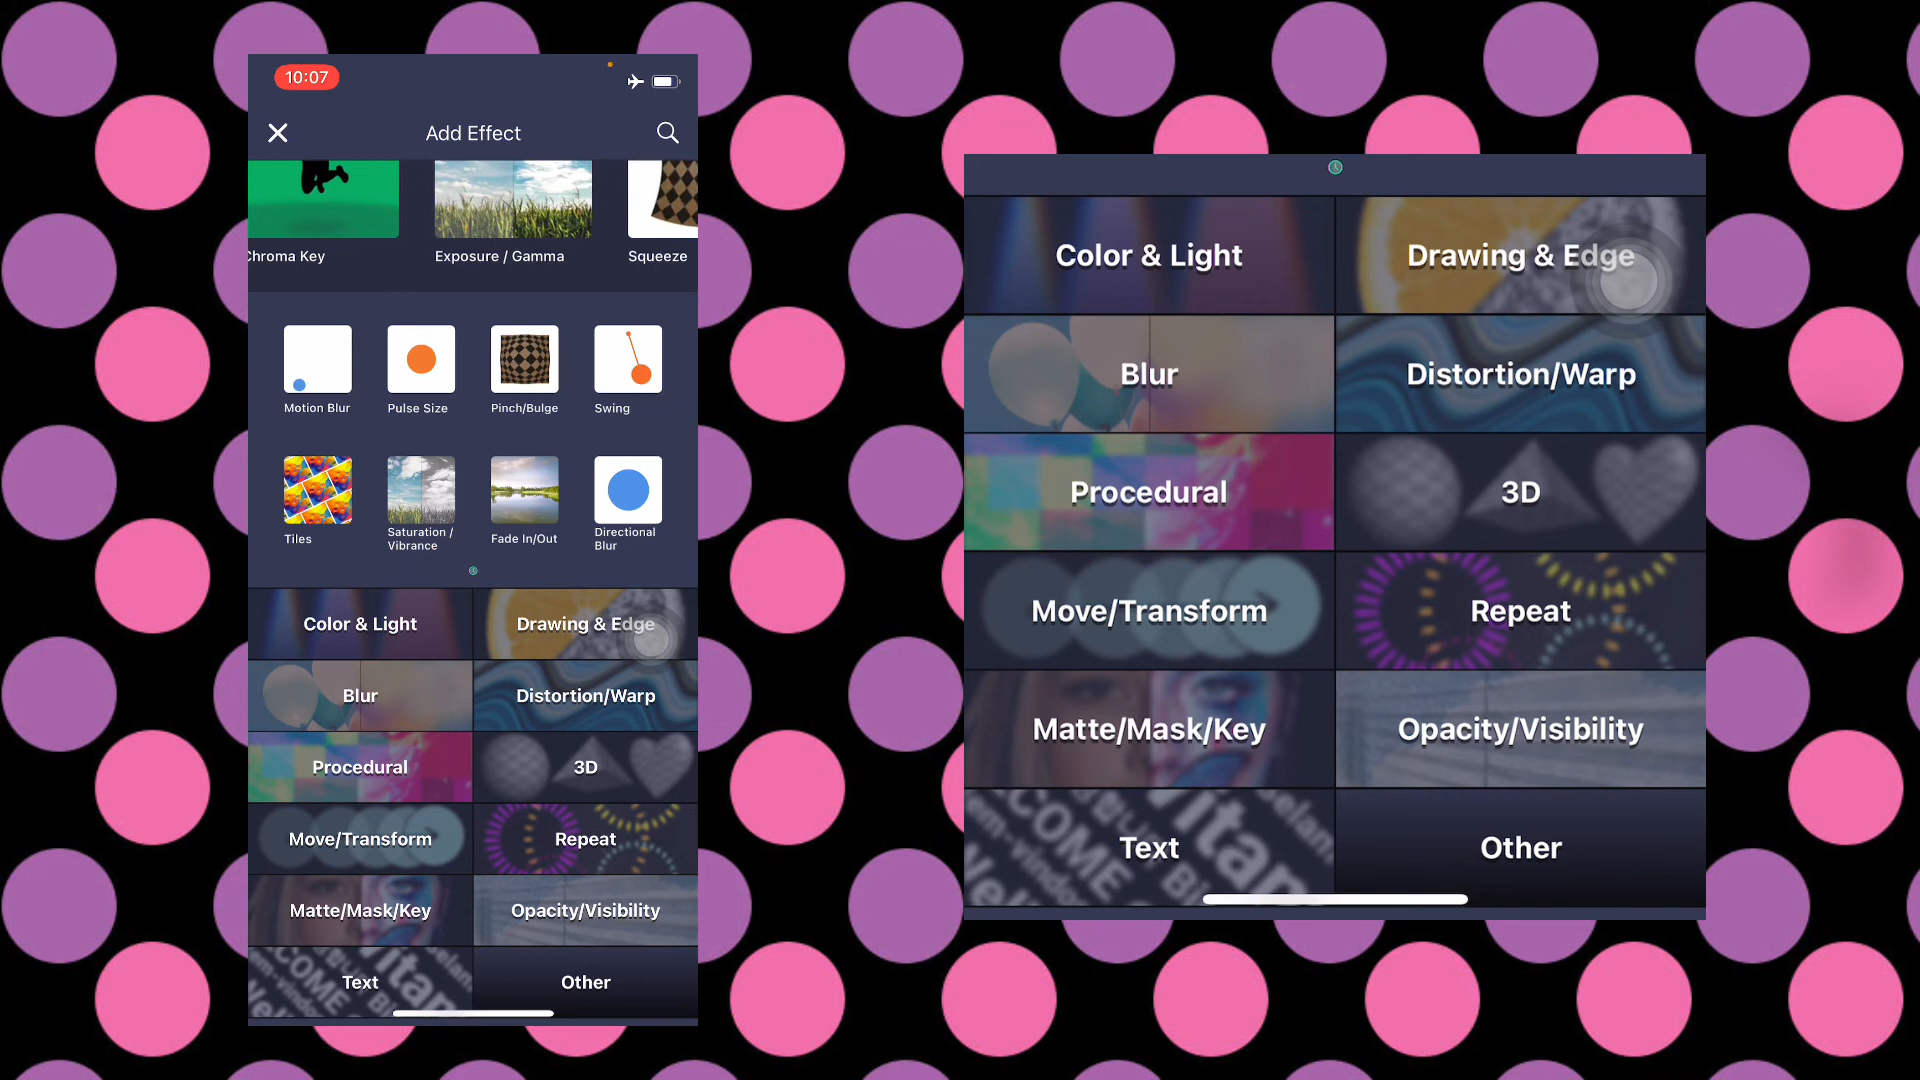 10:07
Add Effect
Chroma Key
Exposure / Gamma
Squeeze
Motion Blur
Pulse Size
Pinch/Bulge
Swing
Tiles
Saturation /
Vibrance
Fade In/Out
Directional
Blur
Color & Light
Drawing & Edge
Blur
Distortion/Warp
Procedural
3D
Move/Transform
Repeat
Matte/Mask/Key
Opacity/Visibility
Text
Other
Color & Light
Drawing & Edge
Blur
Distortion/Warp
Procedural
3D
Move/Transform
Repeat
Matte/Mask/Key
Opacity/Visibility
Text
Other